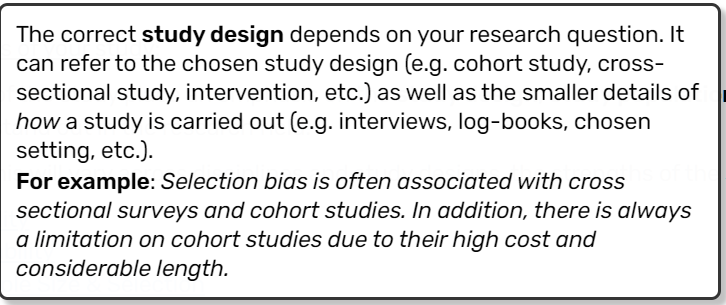 The correct study design depends on your research question. It
can refer to the chosen study design (e.g. cohort study, cross-
sectional study, intervention, etc.) as well as the smaller details of
how a study is carried out (e.g. interviews, log-books, chosen
setting, etc.).
For example: Selection bias is often associated with cross
sectional surveys and cohort studies. In addition, there is always
a limitation on cohort studies due to their high cost and
considerable length.